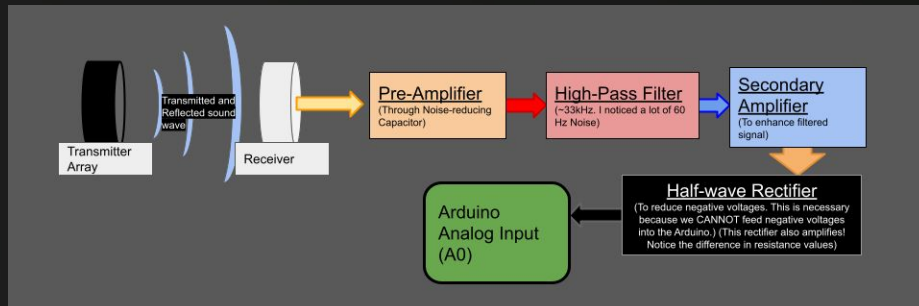 Transmitted and
Reflected sound
wave
Transmitter
Array
Receiver
Pre-Amplifier
(Through Noise-reducing
Capacitor)
High-Pass Filter
(~33kHz. I noticed a lot of 60
Hz Noise)
Secondary
Amplifier
(To enhance filtered
signal)
Half-wave Rectifier
(To reduce negative voltages. This is necessary
because we CANNOT feed negative voltages
into the Arduino.) (This rectifier also amplifies!
Notice the difference in resistance values)
Arduino
Analog Input
(A0)